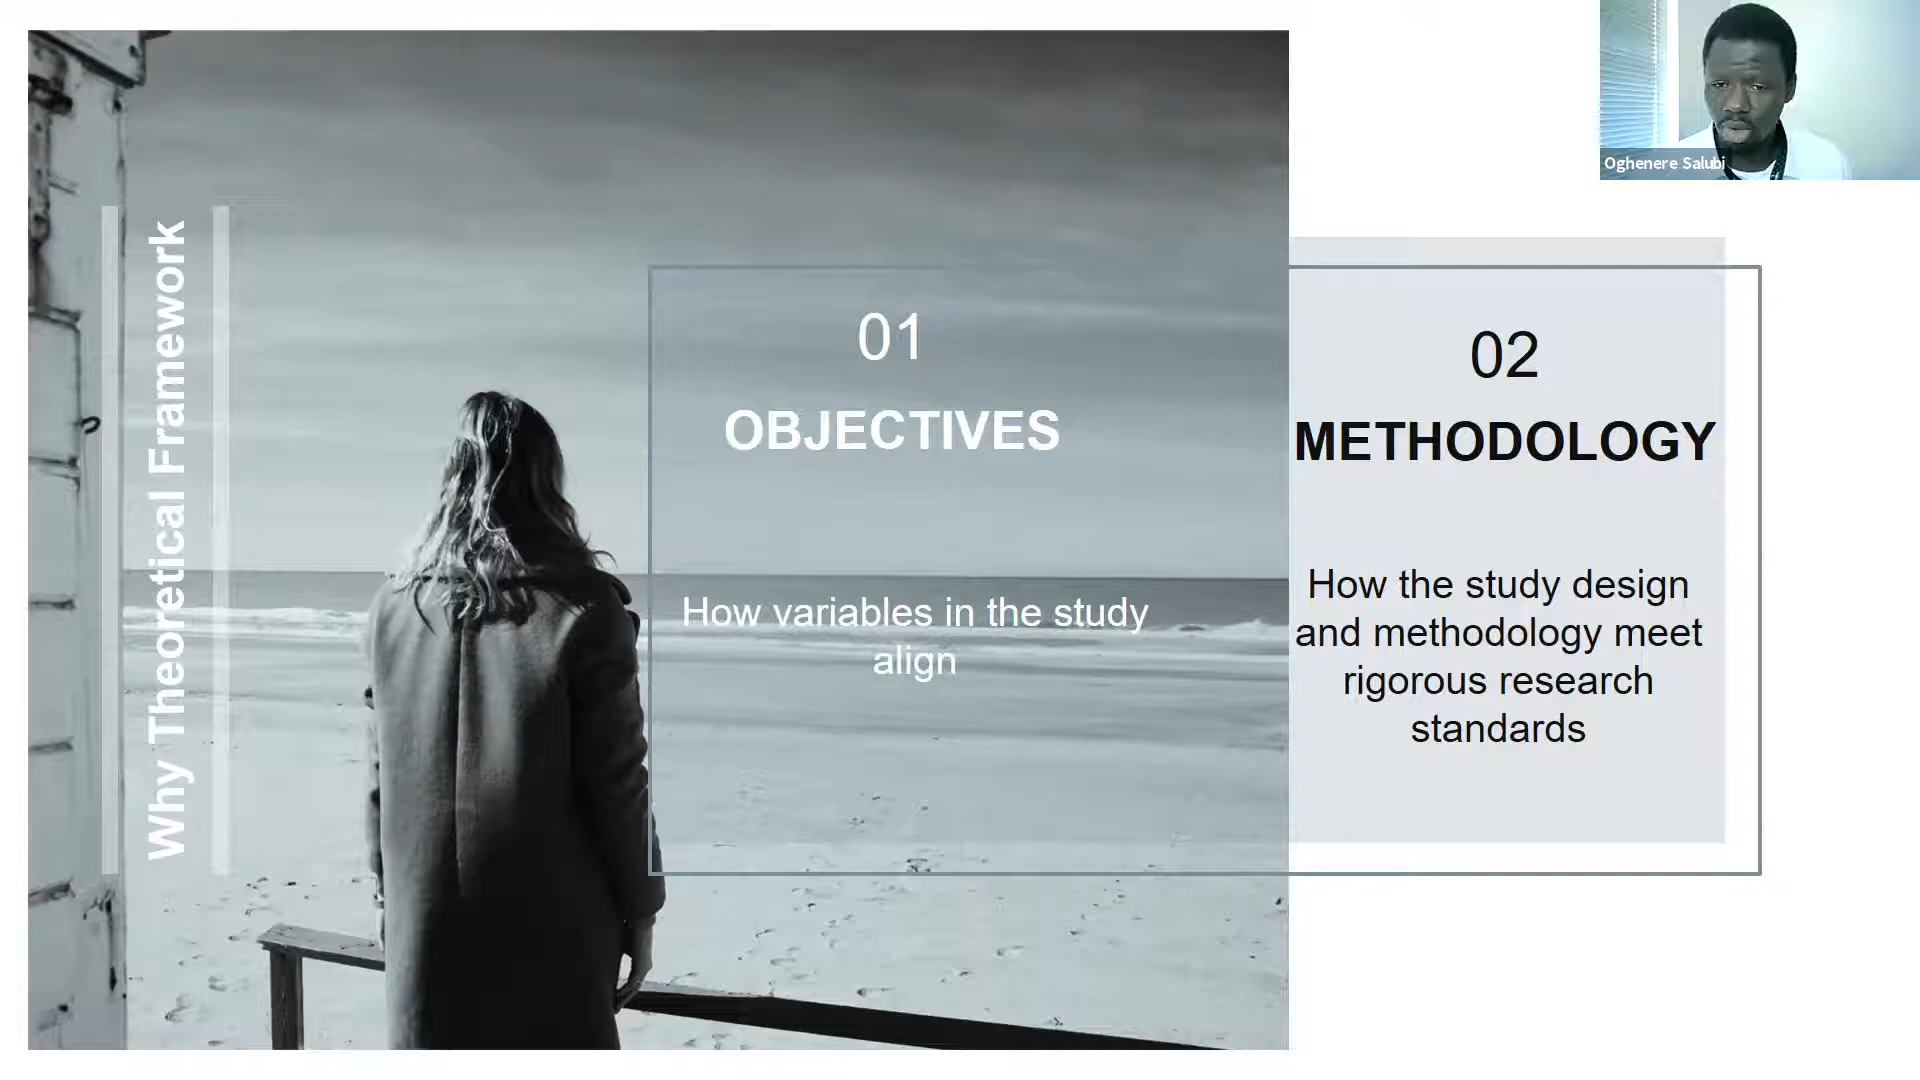 Oghenere Salubi
Why Theoretical Framework
01
OBJECTIVES
How variables in the study
align
02
METHODOLOGY
How the study design
and methodology meet
rigorous research
standards